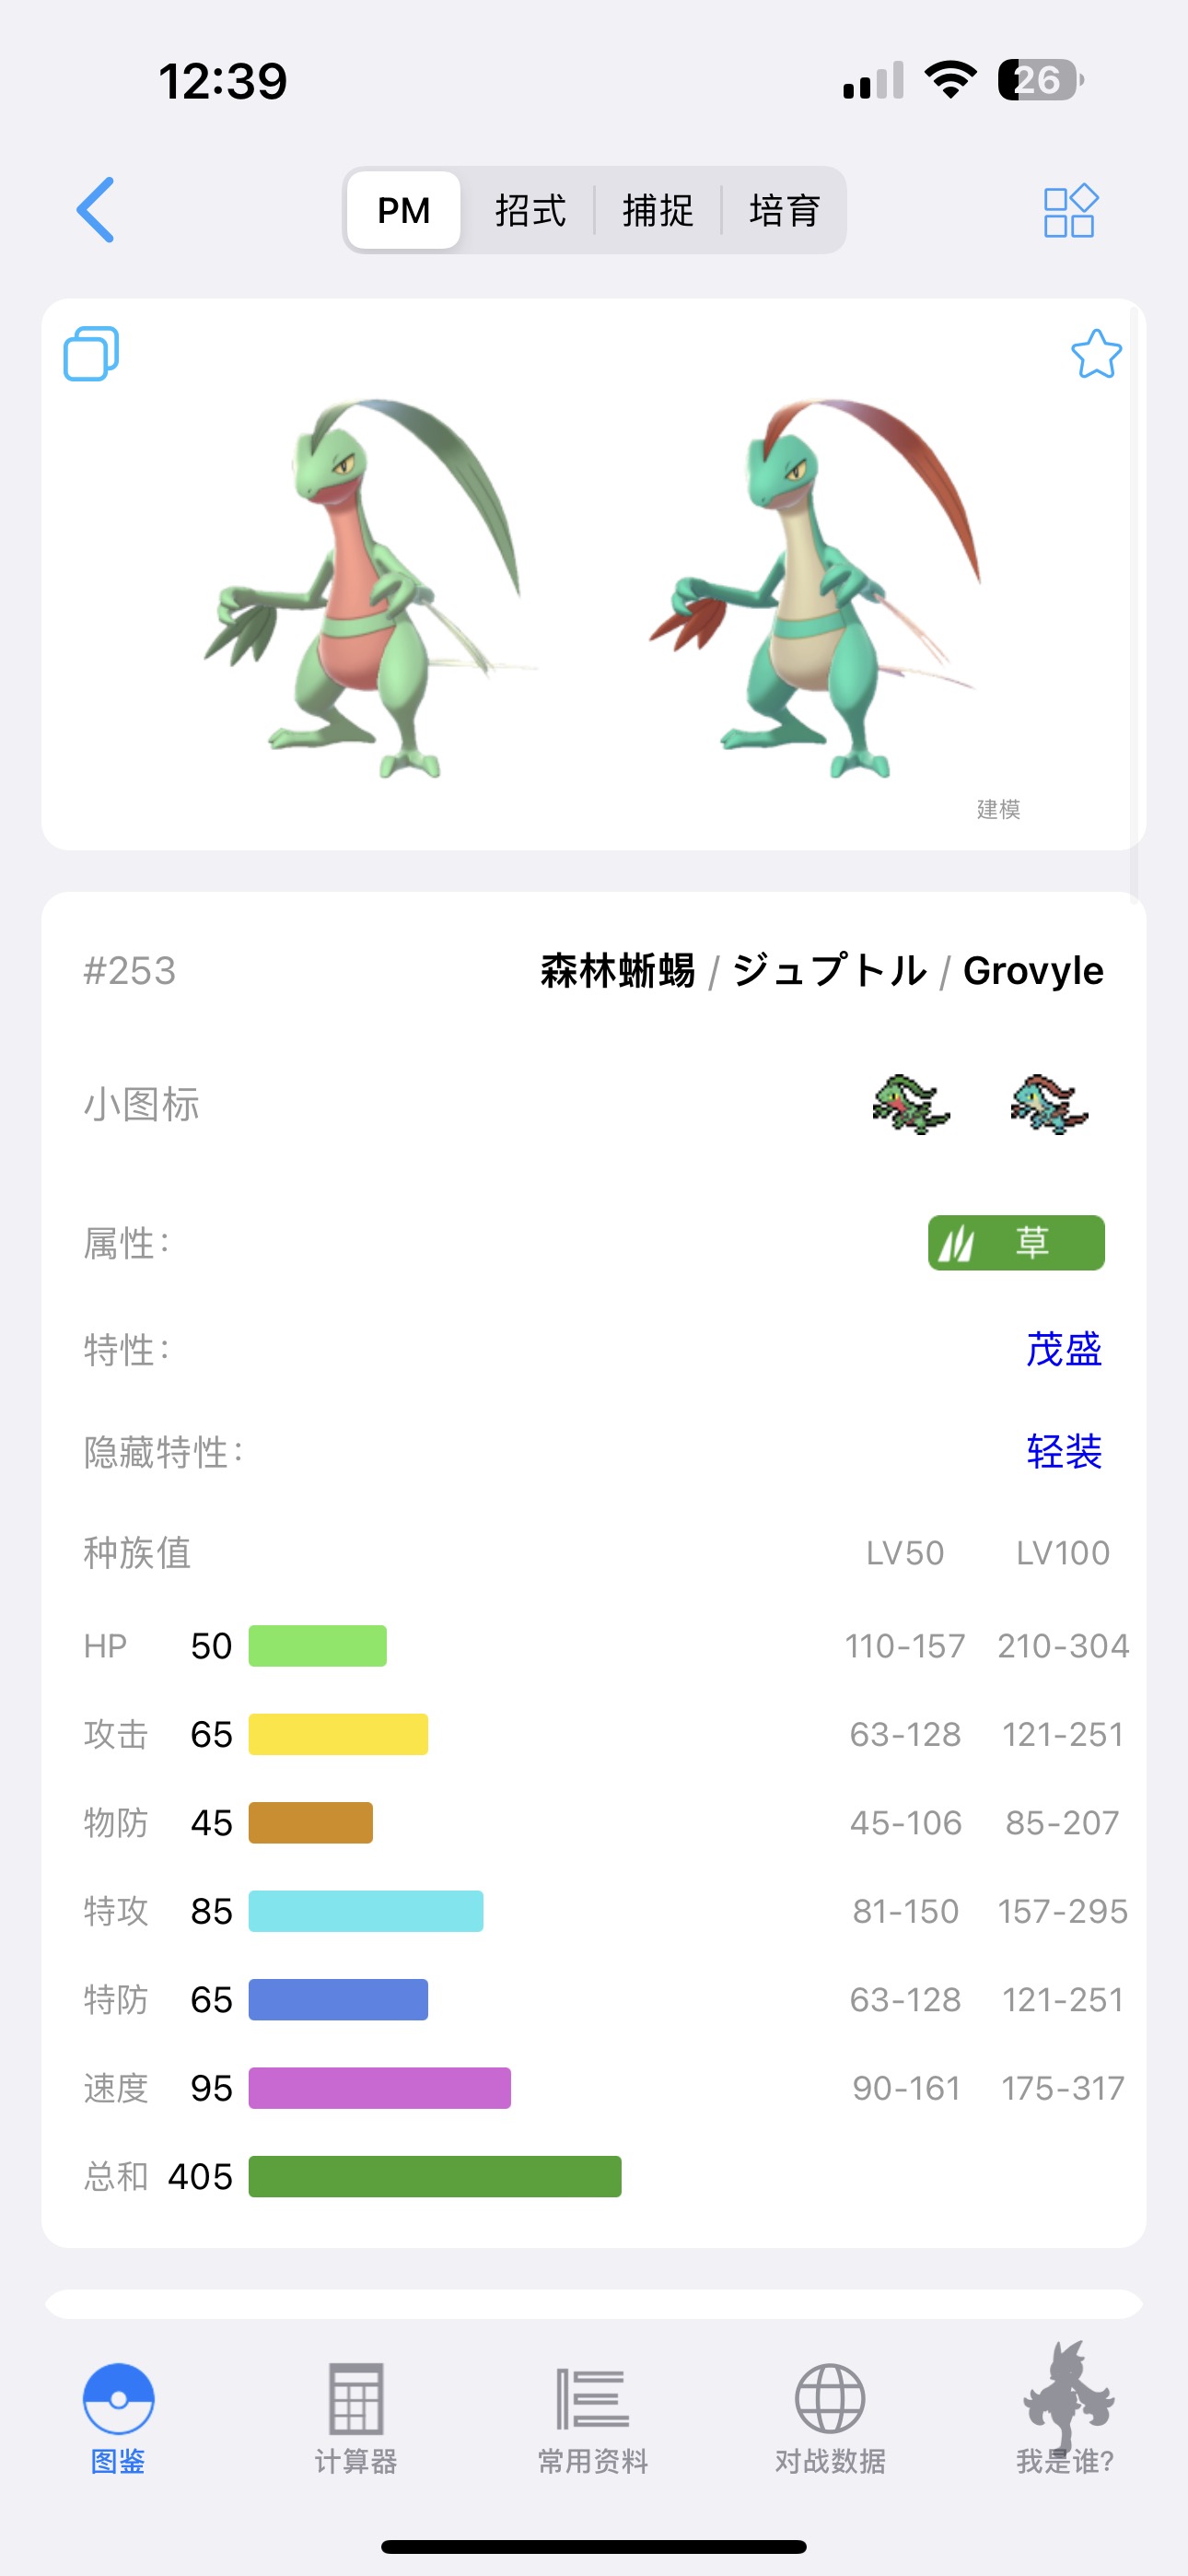 12:39 26
PM 招式 捕捉 培育
建模
#253 森林蜥蜴 / ジュプトル / Grovyle
小图标
属性: 草
特性: 茂盛
隐藏特性: 轻装
种族值 LV50 LV100
HP 50 110-157 210-304
攻击 65 63-128 121-251
物防 45 45-106 85-207
特攻 85 81-150 157-295
特防 65 63-128 121-251
速度 95 90-161 175-317
总和 405
图鉴 计算器 常用资料 对战数据 我是谁?